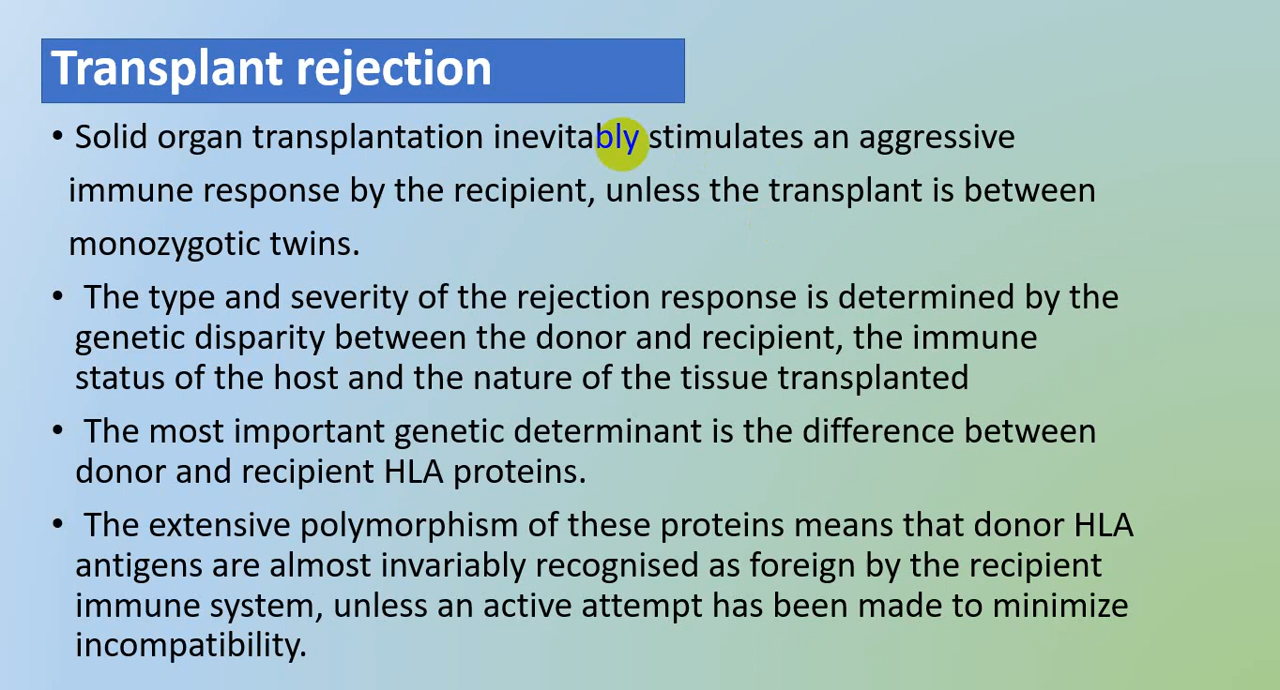 Transplant rejection
• Solid organ transplantation inevitably stimulates an aggressive
immune response by the recipient, unless the transplant is between
monozygotic twins.
• The type and severity of the rejection response is determined by the
genetic disparity between the donor and recipient, the immune
status of the host and the nature of the tissue transplanted
• The most important genetic determinant is the difference between
donor and recipient HLA proteins.
• The extensive polymorphism of these proteins means that donor HLA
antigens are almost invariably recognised as foreign by the recipient
immune system, unless an active attempt has been made to minimize
incompatibility.